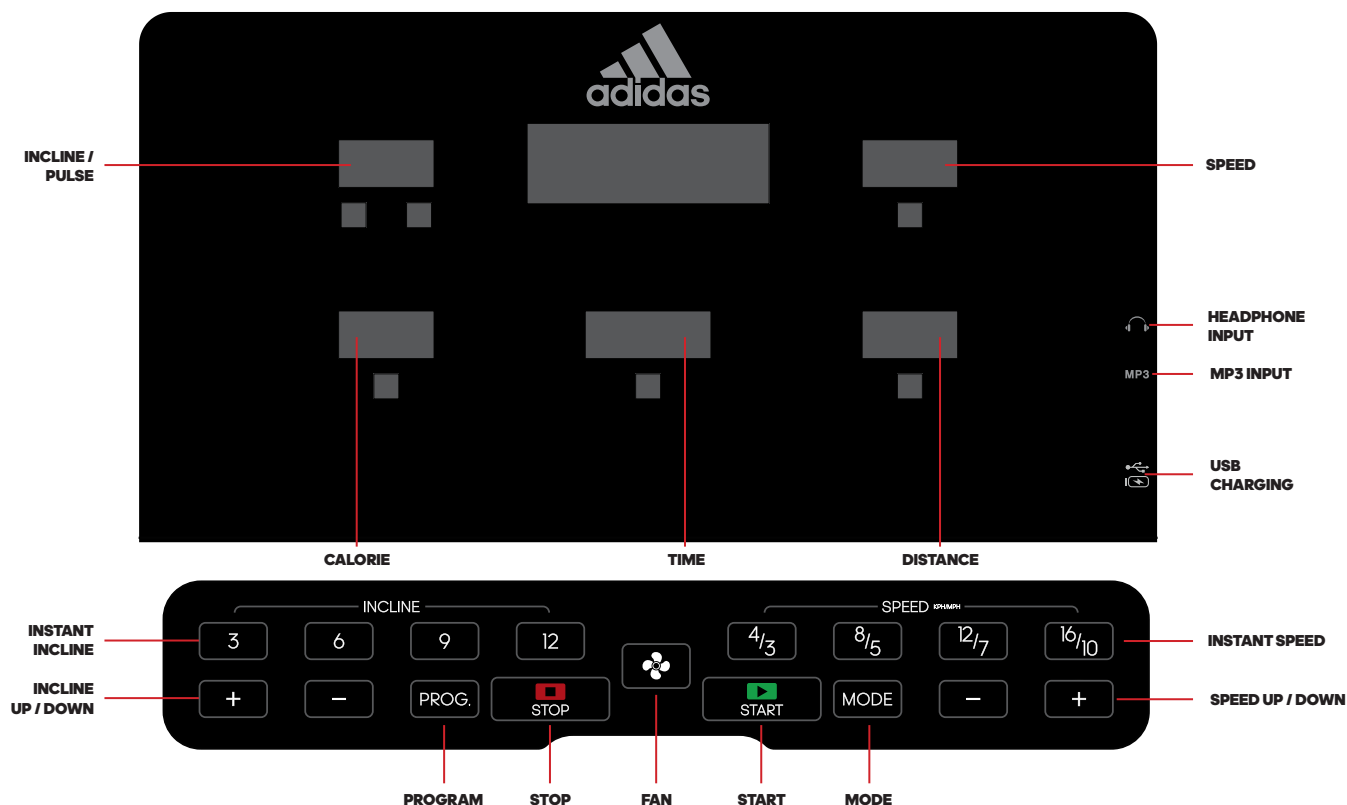 adidas
INCLINE /
PULSE
SPEED
HEADPHONE
INPUT
MP3
MP3 INPUT
USB
CHARGING
CALORIE
TIME
DISTANCE
INCLINE
SPEED KPH/MPH
INSTANT
INCLINE
3
6
9
12
4/3
8/5
12/7
16/10
INSTANT SPEED
INCLINE
UP / DOWN
+
−
PROG.
STOP
START
MODE
−
+
SPEED UP / DOWN
PROGRAM
STOP
FAN
START
MODE